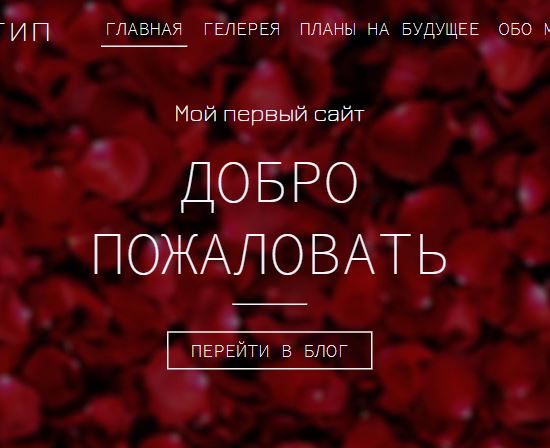 ТИП ГЛАВНАЯ ГЕЛЕРЕЯ ПЛАНЫ НА БУДУЩЕЕ ОБО
Мой первый сайт
ДОБРО
ПОЖАЛОВАТЬ
ПЕРЕЙТИ В БЛОГ